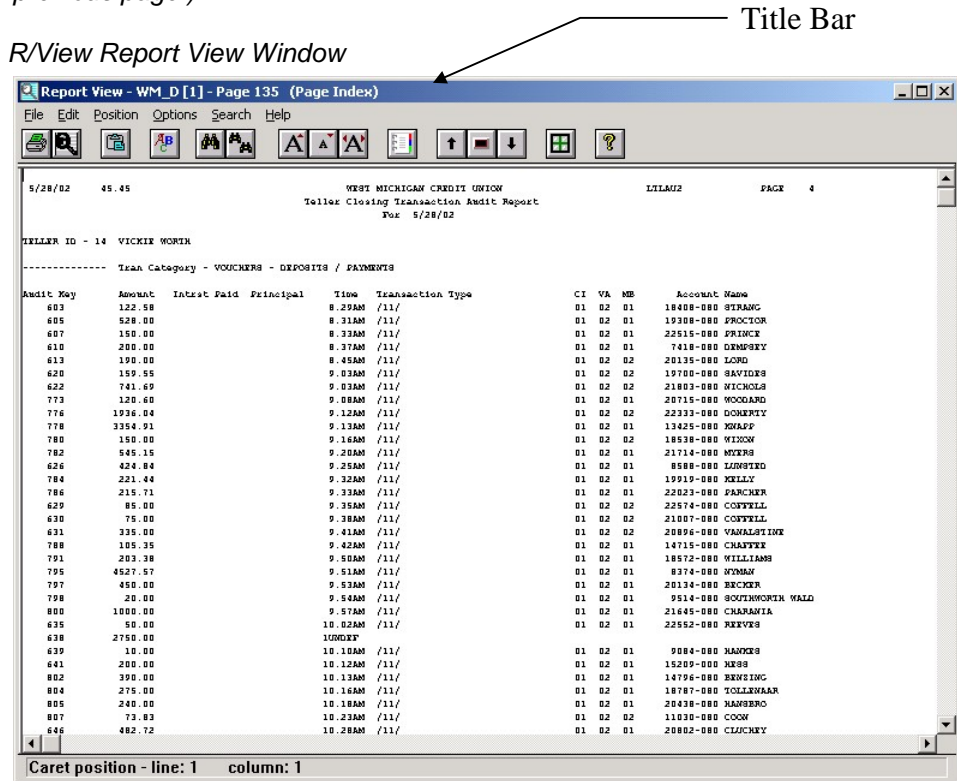 previous page.)
Title Bar
R/View Report View Window
Report View - WM_D [1] - Page 135 (Page Index)
File Edit Position Options Search Help
5/28/02 45.45 WEST MICHIGAN CREDIT UNION LTLAU2 PAGE 4
Teller Closing Transaction Audit Report
For 5/28/02
TELLER ID - 14 VICKIE WORTH
-------------- Tran Category - VOUCHERS - DEPOSITS / PAYMENTS
Audit Key Amount Intrst Paid Principal Time Transaction Type CI VA MB Account Name
603 122.58 8.29AM /11/ 01 02 01 18408-080 STRANG
605 528.00 8.31AM /11/ 01 02 01 19308-080 PROCTOR
607 150.00 8.33AM /11/ 01 02 01 22515-080 PRINCE
610 200.00 8.37AM /11/ 01 02 01 7418-080 DEMPSEY
613 190.00 8.45AM /11/ 01 02 02 20135-080 LORD
620 159.55 9.03AM /11/ 01 02 02 19700-080 SAVIDES
622 741.69 9.03AM /11/ 01 02 01 21803-080 NICHOLS
773 120.60 9.08AM /11/ 01 02 01 20715-080 WOODARD
776 1936.04 9.12AM /11/ 01 02 02 22333-080 DOHERTY
778 3354.91 9.13AM /11/ 01 02 01 13425-080 KNAPP
780 150.00 9.16AM /11/ 01 02 02 18538-080 WIXON
782 545.15 9.20AM /11/ 01 02 01 21714-080 MYERS
626 424.84 9.25AM /11/ 01 02 01 8588-080 LUNSTED
784 221.44 9.32AM /11/ 01 02 01 19919-080 KELLY
786 215.71 9.33AM /11/ 01 02 01 22023-080 PARCHER
629 85.00 9.35AM /11/ 01 02 02 22574-080 COFFELL
630 75.00 9.38AM /11/ 01 02 02 21007-080 COFFELL
631 335.00 9.41AM /11/ 01 02 02 20896-080 VANALSTINE
788 105.35 9.42AM /11/ 01 02 01 14715-080 CHAFFEE
791 203.38 9.50AM /11/ 01 02 01 18572-080 WILLIAMS
795 4527.57 9.51AM /11/ 01 02 01 8374-080 NYMAN
797 450.00 9.53AM /11/ 01 02 01 20134-080 BECKER
798 20.00 9.54AM /11/ 01 02 01 9514-080 SOUTHWORTH WALD
800 1000.00 9.57AM /11/ 01 02 01 21645-080 CHARANIA
635 50.00 10.02AM /11/ 01 02 01 22552-080 REEVES
638 2750.00 1UNDEF
639 10.00 10.10AM /11/ 01 02 01 9084-080 HANKES
641 200.00 10.12AM /11/ 01 02 01 15209-000 HESS
802 390.00 10.13AM /11/ 01 02 01 14796-080 BENZING
804 275.00 10.16AM /11/ 01 02 01 18787-080 TOLLENAAR
805 240.00 10.18AM /11/ 01 02 01 20438-080 HANSBRO
807 73.83 10.23AM /11/ 01 02 02 11030-080 COON
646 482.72 10.28AM /11/ 01 02 01 20802-080 CLUCHEY
Caret position - line: 1 column: 1